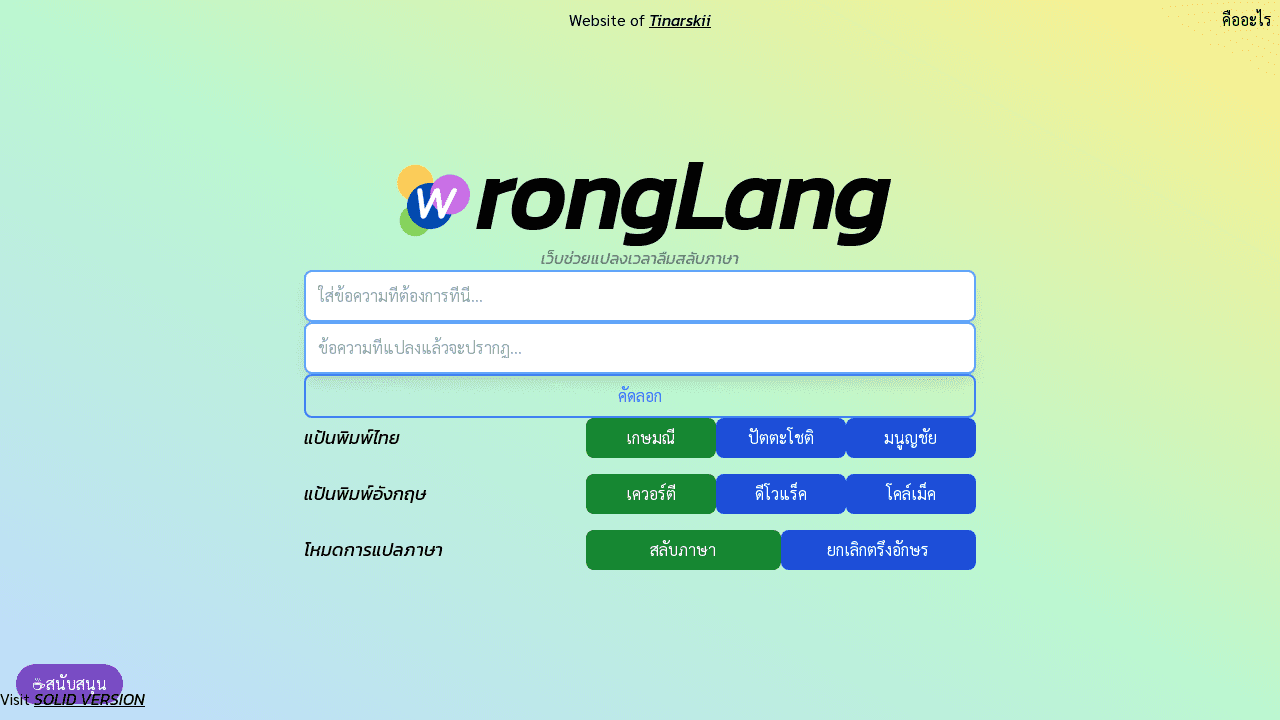 Website of Tinarskii
คืออะไร
WrongLang
เว็บช่วยแปลงเวลาลืมสลับภาษา
ใส่ข้อความที่ต้องการที่นี่...
ข้อความที่แปลงแล้วจะปรากฏ...
คัดลอก
แป้นพิมพ์ไทย เกษมณี ปัตตะโชติ มนูญชัย
แป้นพิมพ์อังกฤษ เควอร์ตี ดีโวแร็ค โคล์เม็ค
โหมดการแปลภาษา สลับภาษา ยกเลิกตรึงอักษร
☕สนับสนุน
Visit SOLID VERSION